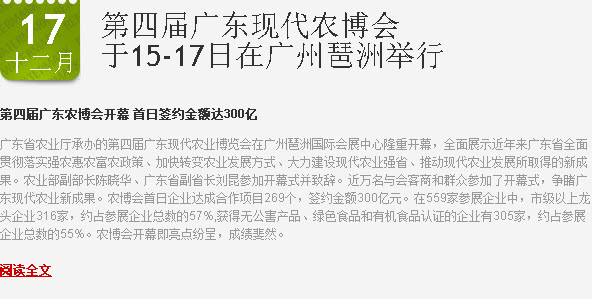 17
十二月
第四届广东现代农博会
于15-17日在广州琶洲举行
第四届广东农博会开幕 首日签约金额达300亿
广东省农业厅承办的第四届广东现代农业博览会在广州琶洲国际会展中心隆重开幕，全面展示近年来广东省全面
贯彻落实强农惠农富农政策、加快转变农业发展方式、大力建设现代农业强省、推动现代农业发展所取得的新成
果。农业部副部长陈晓华、广东省副省长刘昆参加开幕式并致辞。近万名与会客商和群众参加了开幕式，争睹广
东现代农业新成果。农博会首日企业达成合作项目269个，签约金额300亿元。在559家参展企业中，市级以上龙
头企业316家，约占参展企业总数的57%,获得无公害产品、绿色食品和有机食品认证的企业有305家，约占参展
企业总数的55%。农博会开幕即亮点纷呈，成绩斐然。
阅读全文